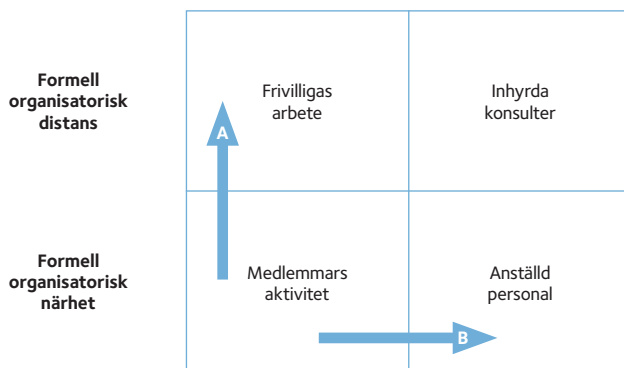 Formell
organisatorisk
distans
Frivilligas
arbete
Inhyrda
konsulter
A
Formell
organisatorisk
närhet
Medlemmars
aktivitet
Anställd
personal
B